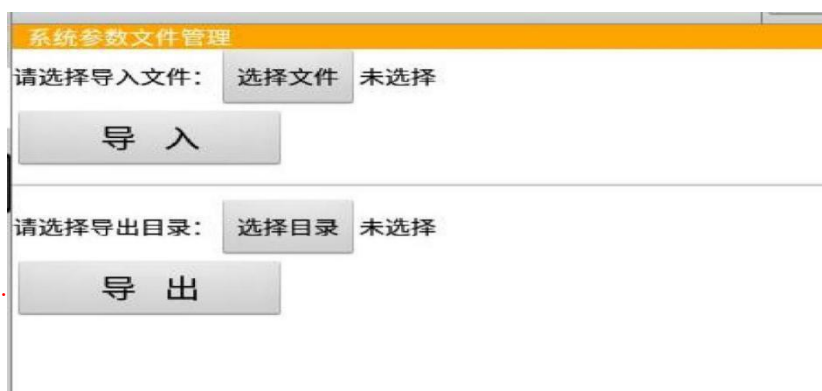 系统参数文件管理
请选择导入文件： 选择文件 未选择
导 入
请选择导出目录： 选择目录 未选择
导 出